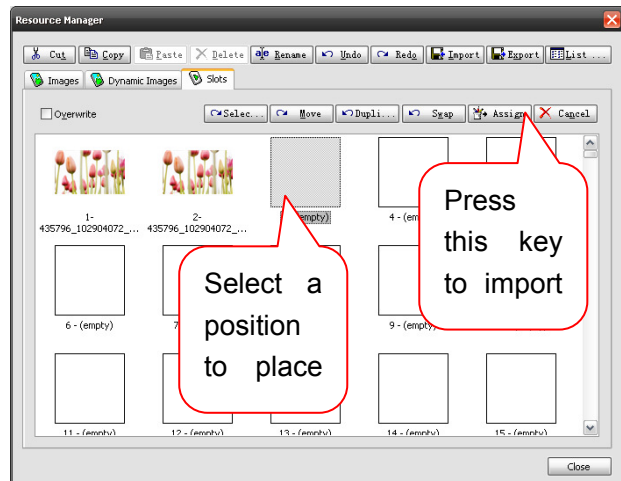 Resource Manager
Cut Copy Paste Delete Rename Undo Redo Import Export List ...
Images Dynamic Images Slots
Overwrite Selec... Move Dupli... Swap Assign Cancel
1- 2- (empty) 4 - (em
435796_102904072_... 435796_102904072_...
Press
this key
to import
Select a
position
to place
6 - (empty) 7 9 - (empty)
11 - (empty) 12 - (empty) 13 - (empty) 14 - (empty) 15 - (empty)
Close